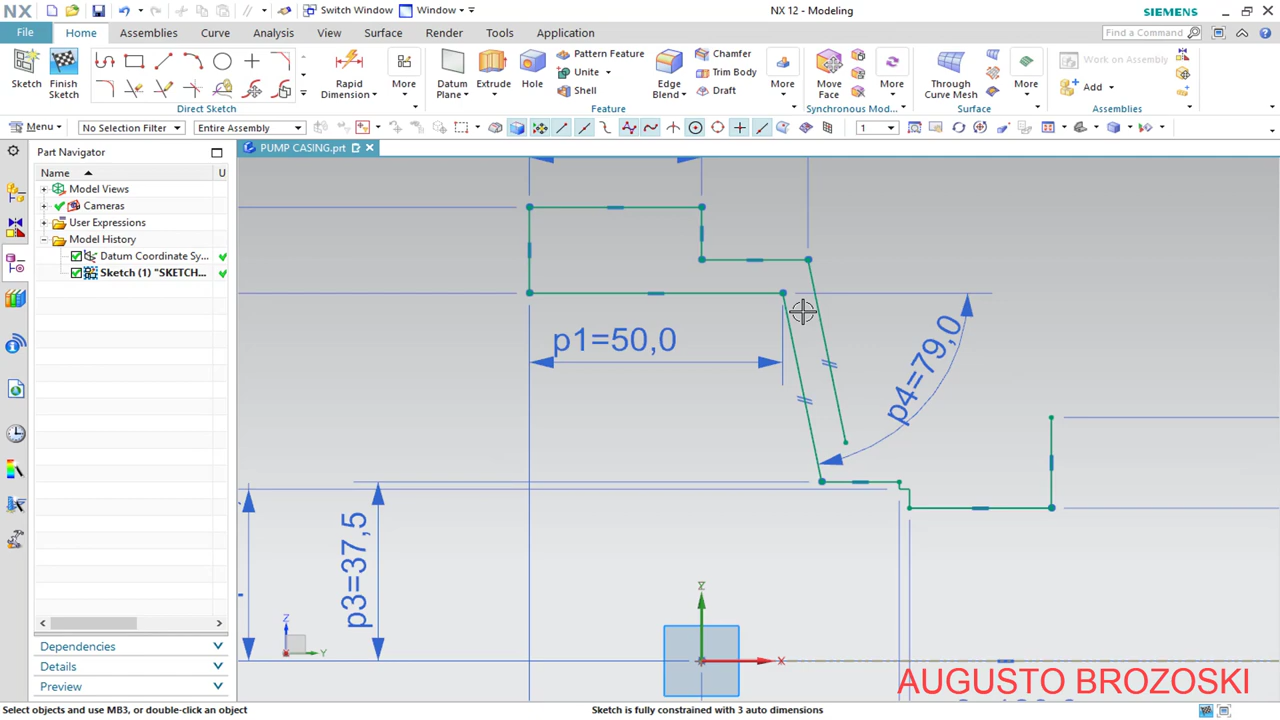 NX
Switch Window
Window
NX 12 - Modeling
SIEMENS
File
Home
Assemblies
Curve
Analysis
View
Surface
Render
Tools
Application
Find a Command
Sketch
Finish
Sketch
Rapid
Dimension
More
Direct Sketch
Datum
Plane
Extrude
Hole
Pattern Feature
Unite
Shell
Edge
Blend
Chamfer
Trim Body
Draft
More
Feature
Move
Face
More
Synchronous Mod...
Through
Curve Mesh
More
Surface
Work on Assembly
Add
Assemblies
Menu
No Selection Filter
Entire Assembly
1
Part Navigator
PUMP CASING.prt
Name
U
Model Views
Cameras
User Expressions
Model History
Datum Coordinate Sy...
Sketch (1) "SKETCH...
Dependencies
Details
Preview
p1=50,0
p4=79,0
p3=37,5
Z
X
Z
Y
AUGUSTO BROZOSKI
Select objects and use MB3, or double-click an object
Sketch is fully constrained with 3 auto dimensions